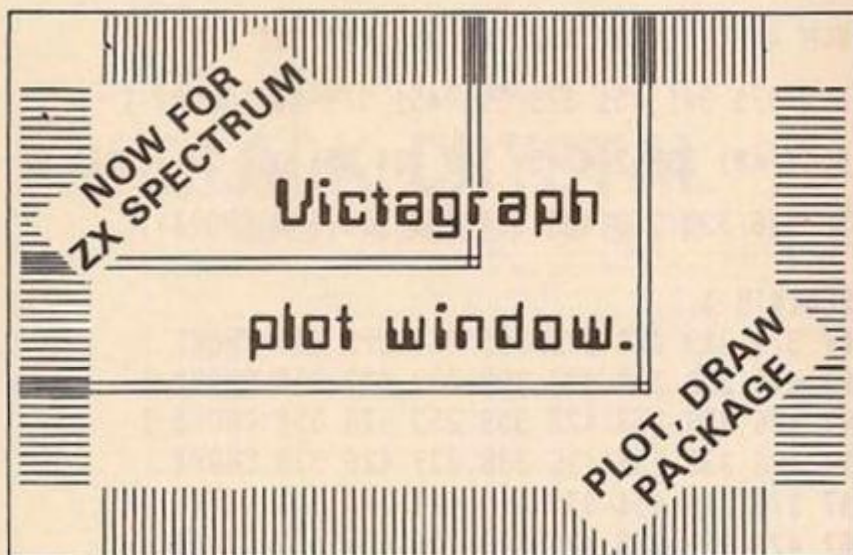 NOW FOR
ZX SPECTRUM
Victagraph
plot window.
PLOT, DRAW
PACKAGE